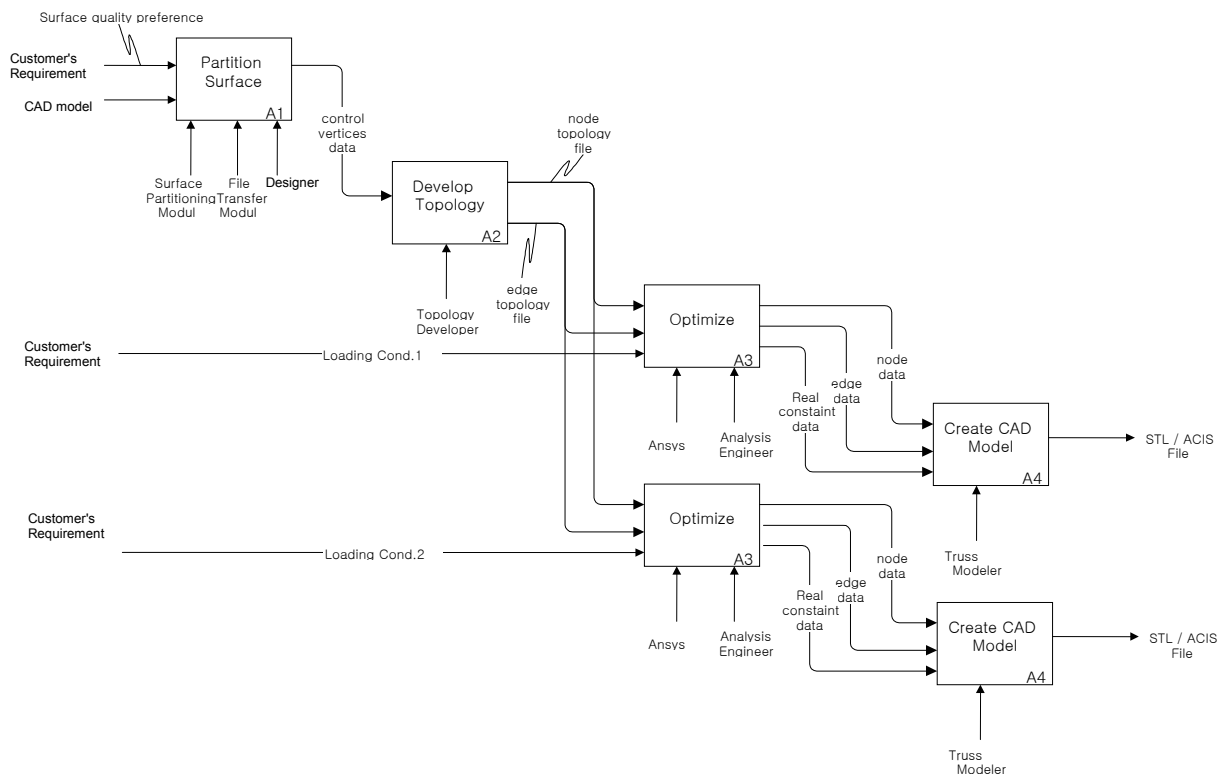 Surface quality preference
Customer's
Requirement
CAD model
Partition
Surface
A1
Surface
Partitioning
Modul
File
Transfer
Modul
Designer
control
vertices
data
Develop
Topology
A2
Topology
Developer
node
topology
file
edge
topology
file
Customer's
Requirement
Loading Cond.1
Optimize
A3
Ansys
Analysis
Engineer
node
data
edge
data
Real
constaint
data
Create CAD
Model
A4
Truss
Modeler
STL / ACIS
File
Customer's
Requirement
Loading Cond.2
Optimize
A3
Ansys
Analysis
Engineer
node
data
edge
data
Real
constaint
data
Create CAD
Model
A4
Truss
Modeler
STL / ACIS
File